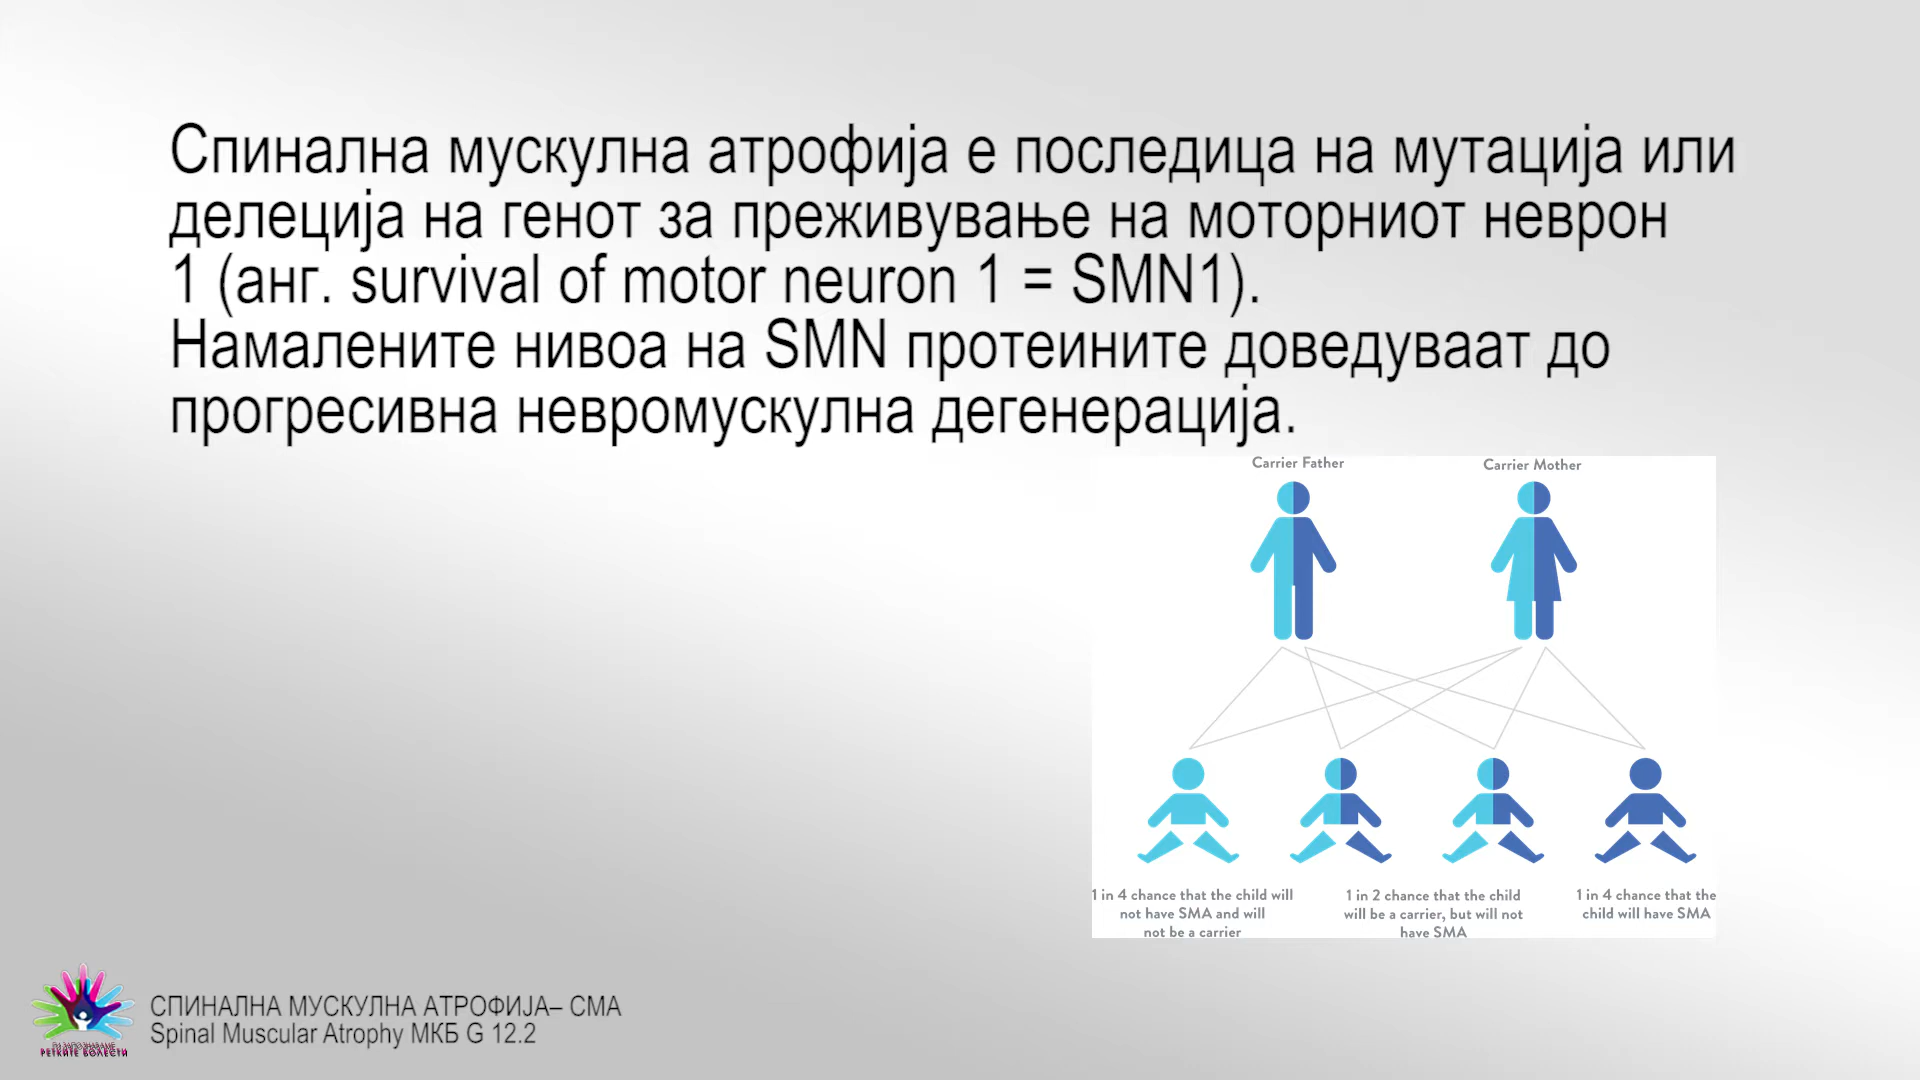 Спинална мускулна атрофија е последица на мутација или
делеција на генот за преживување на моторниот неврон
1 (анг. survival of motor neuron 1 = SMN1).
Намалените нивоа на SMN протеините доведуваат до
прогресивна невромускулна дегенерација.
Carrier Father
Carrier Mother
1 in 4 chance that the child will
not have SMA and will
not be a carrier
1 in 2 chance that the child
will be a carrier, but will not
have SMA
1 in 4 chance that the
child will have SMA
РЕТКИТЕ БОЛЕСТИ
СПИНАЛНА МУСКУЛНА АТРОФИЈА– СМА
Spinal Muscular Atrophy МКБ G 12.2